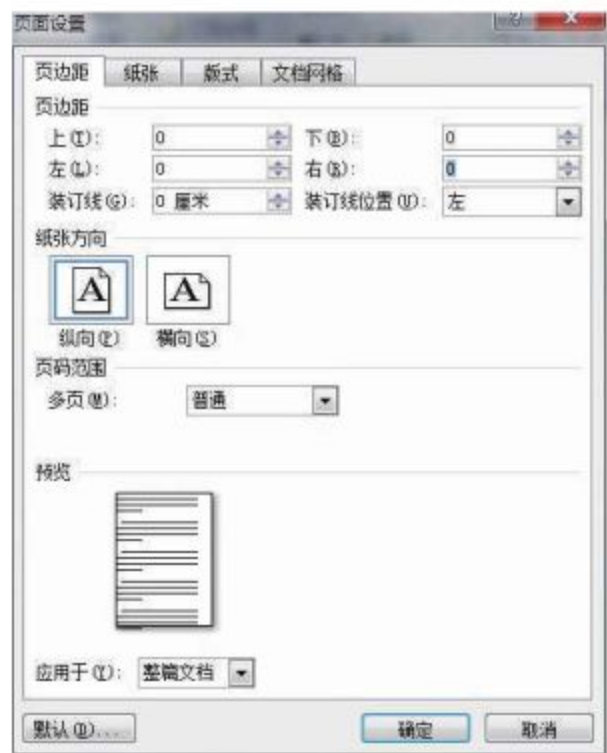 页面设置
页边距 纸张 版式 文档网格
页边距
上(T): 0 下(B): 0
左(L): 0 右(R): 0
装订线(G): 0 厘米 装订线位置(U): 左
纸张方向
A A
纵向(P) 横向(S)
页码范围
多页(M): 普通
预览
应用于(Y): 整篇文档
默认(D)... 确定 取消